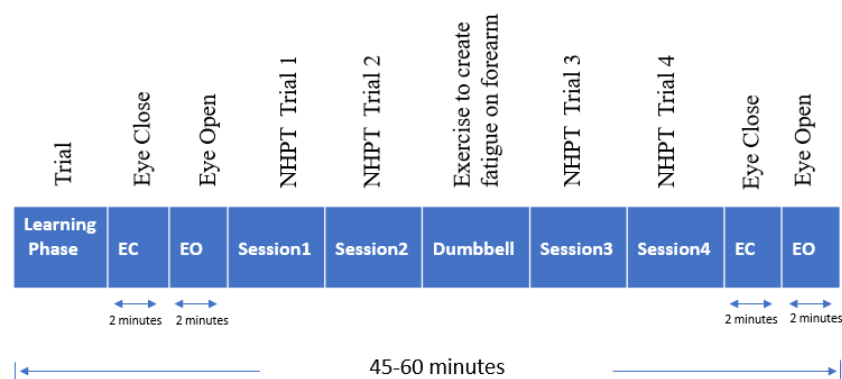 Trial
Eye Close
Eye Open
NHPT Trial 1
NHPT Trial 2
Exercise to create
fatigue on forearm
NHPT Trial 3
NHPT Trial 4
Eye Close
Eye Open
Learning
Phase
EC
EO
Session1
Session2
Dumbbell
Session3
Session4
EC
EO
2 minutes
2 minutes
2 minutes
2 minutes
45-60 minutes